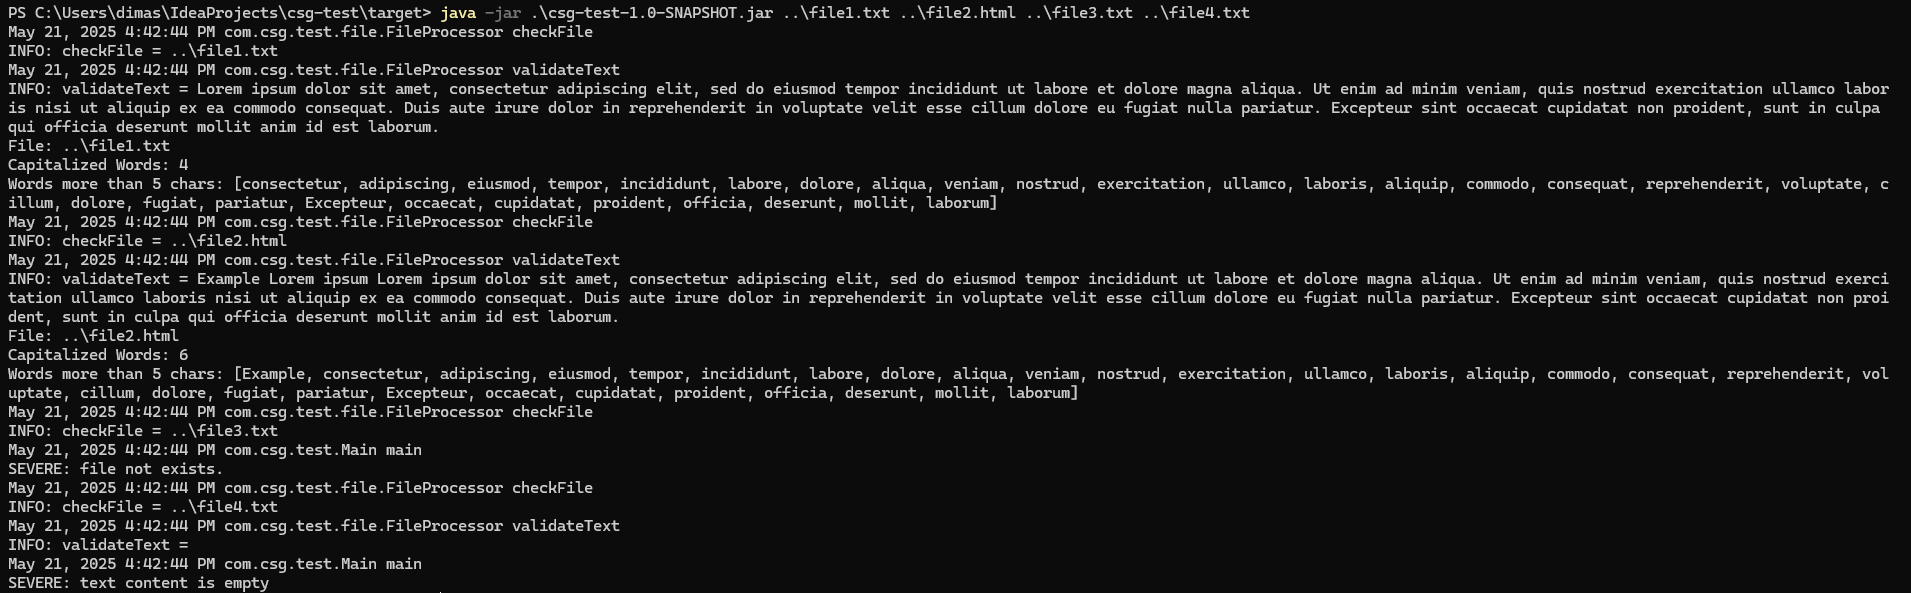 PS C:\Users\dimas\IdeaProjects\csg-test\target> java -jar .\csg-test-1.0-SNAPSHOT.jar ..\file1.txt ..\file2.html ..\file3.txt ..\file4.txt
May 21, 2025 4:42:44 PM com.csg.test.file.FileProcessor checkFile
INFO: checkFile = ..\file1.txt
May 21, 2025 4:42:44 PM com.csg.test.file.FileProcessor validateText
INFO: validateText = Lorem ipsum dolor sit amet, consectetur adipiscing elit, sed do eiusmod tempor incididunt ut labore et dolore magna aliqua. Ut enim ad minim veniam, quis nostrud exercitation ullamco labor
is nisi ut aliquip ex ea commodo consequat. Duis aute irure dolor in reprehenderit in voluptate velit esse cillum dolore eu fugiat nulla pariatur. Excepteur sint occaecat cupidatat non proident, sunt in culpa
qui officia deserunt mollit anim id est laborum.
File: ..\file1.txt
Capitalized Words: 4
Words more than 5 chars: [consectetur, adipiscing, eiusmod, tempor, incididunt, labore, dolore, aliqua, veniam, nostrud, exercitation, ullamco, laboris, aliquip, commodo, consequat, reprehenderit, voluptate, c
illum, dolore, fugiat, pariatur, Excepteur, occaecat, cupidatat, proident, officia, deserunt, mollit, laborum]
May 21, 2025 4:42:44 PM com.csg.test.file.FileProcessor checkFile
INFO: checkFile = ..\file2.html
May 21, 2025 4:42:44 PM com.csg.test.file.FileProcessor validateText
INFO: validateText = Example Lorem ipsum Lorem ipsum dolor sit amet, consectetur adipiscing elit, sed do eiusmod tempor incididunt ut labore et dolore magna aliqua. Ut enim ad minim veniam, quis nostrud exerci
tation ullamco laboris nisi ut aliquip ex ea commodo consequat. Duis aute irure dolor in reprehenderit in voluptate velit esse cillum dolore eu fugiat nulla pariatur. Excepteur sint occaecat cupidatat non proi
dent, sunt in culpa qui officia deserunt mollit anim id est laborum.
File: ..\file2.html
Capitalized Words: 6
Words more than 5 chars: [Example, consectetur, adipiscing, eiusmod, tempor, incididunt, labore, dolore, aliqua, veniam, nostrud, exercitation, ullamco, laboris, aliquip, commodo, consequat, reprehenderit, vol
uptate, cillum, dolore, fugiat, pariatur, Excepteur, occaecat, cupidatat, proident, officia, deserunt, mollit, laborum]
May 21, 2025 4:42:44 PM com.csg.test.file.FileProcessor checkFile
INFO: checkFile = ..\file3.txt
May 21, 2025 4:42:44 PM com.csg.test.Main main
SEVERE: file not exists.
May 21, 2025 4:42:44 PM com.csg.test.file.FileProcessor checkFile
INFO: checkFile = ..\file4.txt
May 21, 2025 4:42:44 PM com.csg.test.file.FileProcessor validateText
INFO: validateText =
May 21, 2025 4:42:44 PM com.csg.test.Main main
SEVERE: text content is empty